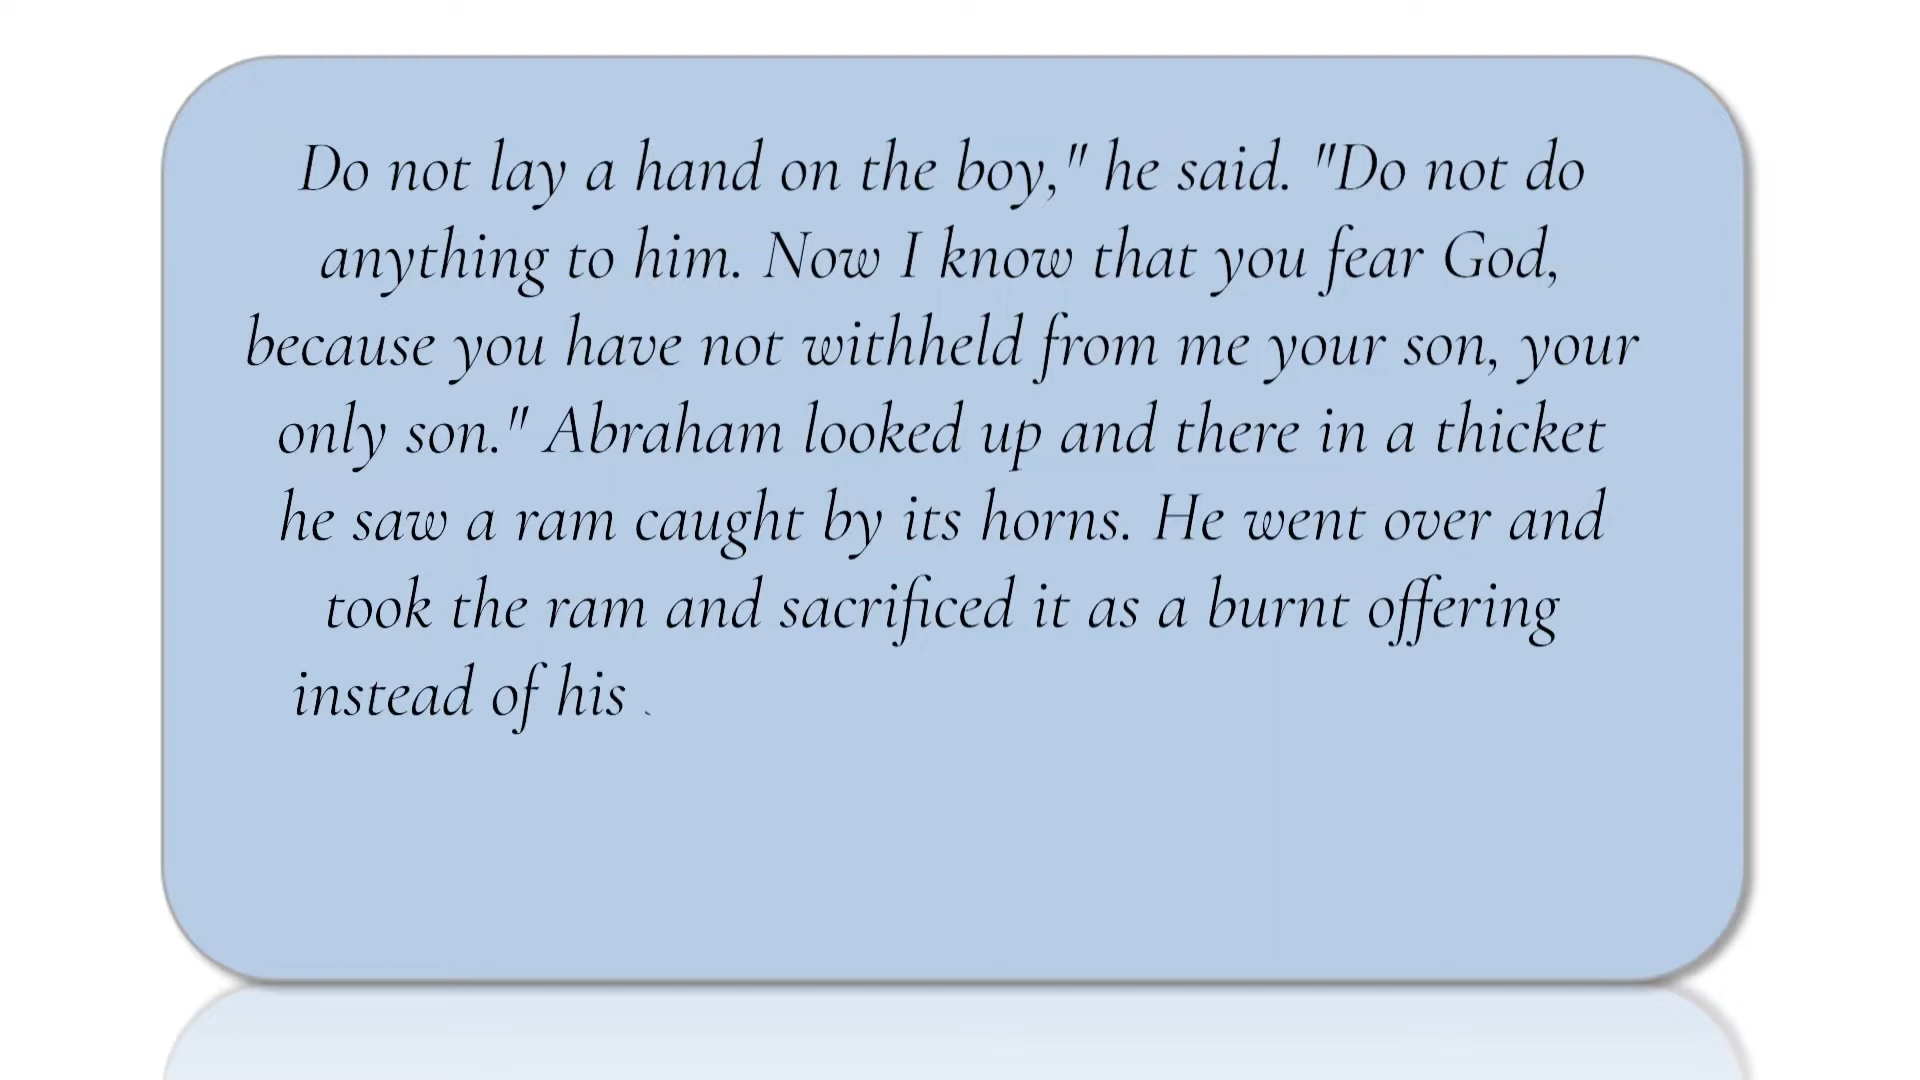 Do not lay a hand on the boy," he said. "Do not do
anything to him. Now I know that you fear God,
because you have not withheld from me your son, your
only son." Abraham looked up and there in a thicket
he saw a ram caught by its horns. He went over and
took the ram and sacrificed it as a burnt offering
instead of his